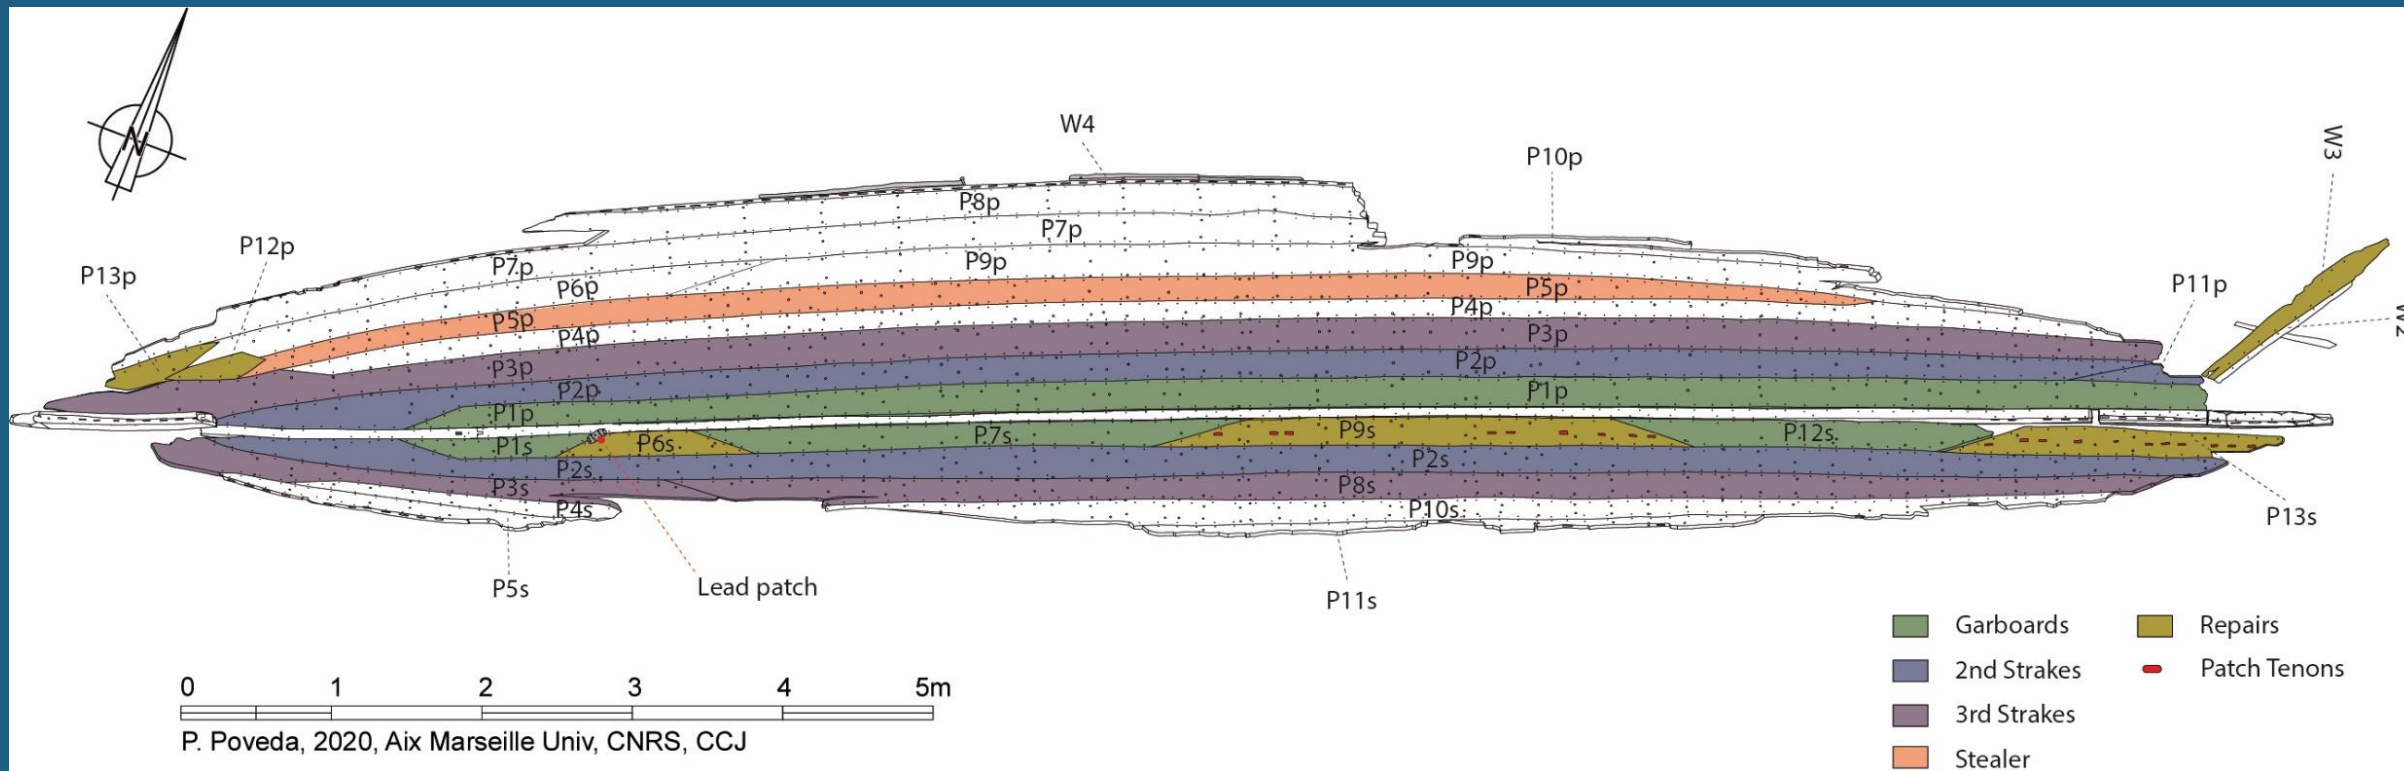 N
W4
P10p
W3
P8p
P7p
P12p
P13p
P7p
P9p
P9p
P6p
P5p
P11p
P5p
P4p
W2
P4p
P3p
P3p
P2p
P2p
P1p
P1p
P1s
P6s
P7s
P9s
P12s
P2s
P2s
P3s
P8s
P4s
P10s
P13s
P5s
Lead patch
P11s
Garboards
Repairs
2nd Strakes
Patch Tenons
3rd Strakes
Stealer
0 1 2 3 4 5m
P. Poveda, 2020, Aix Marseille Univ, CNRS, CCJ